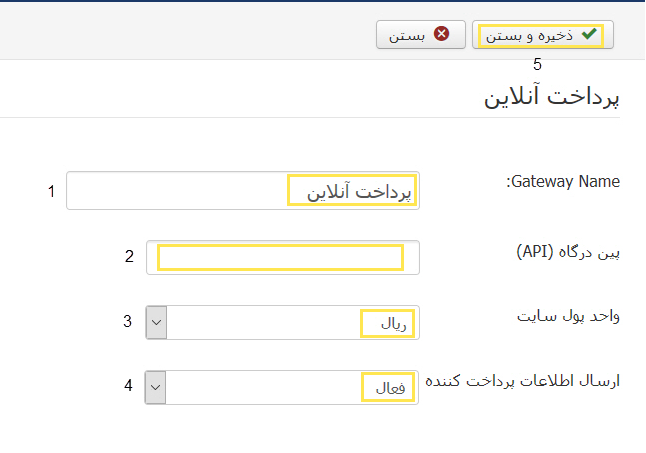 ذخیره و بستن
بستن
5
پرداخت آنلاین
Gateway Name:
پرداخت آنلاین
1
پین درگاه (API)
2
واحد پول سایت
ریال
3
ارسال اطلاعات پرداخت کننده
فعال
4